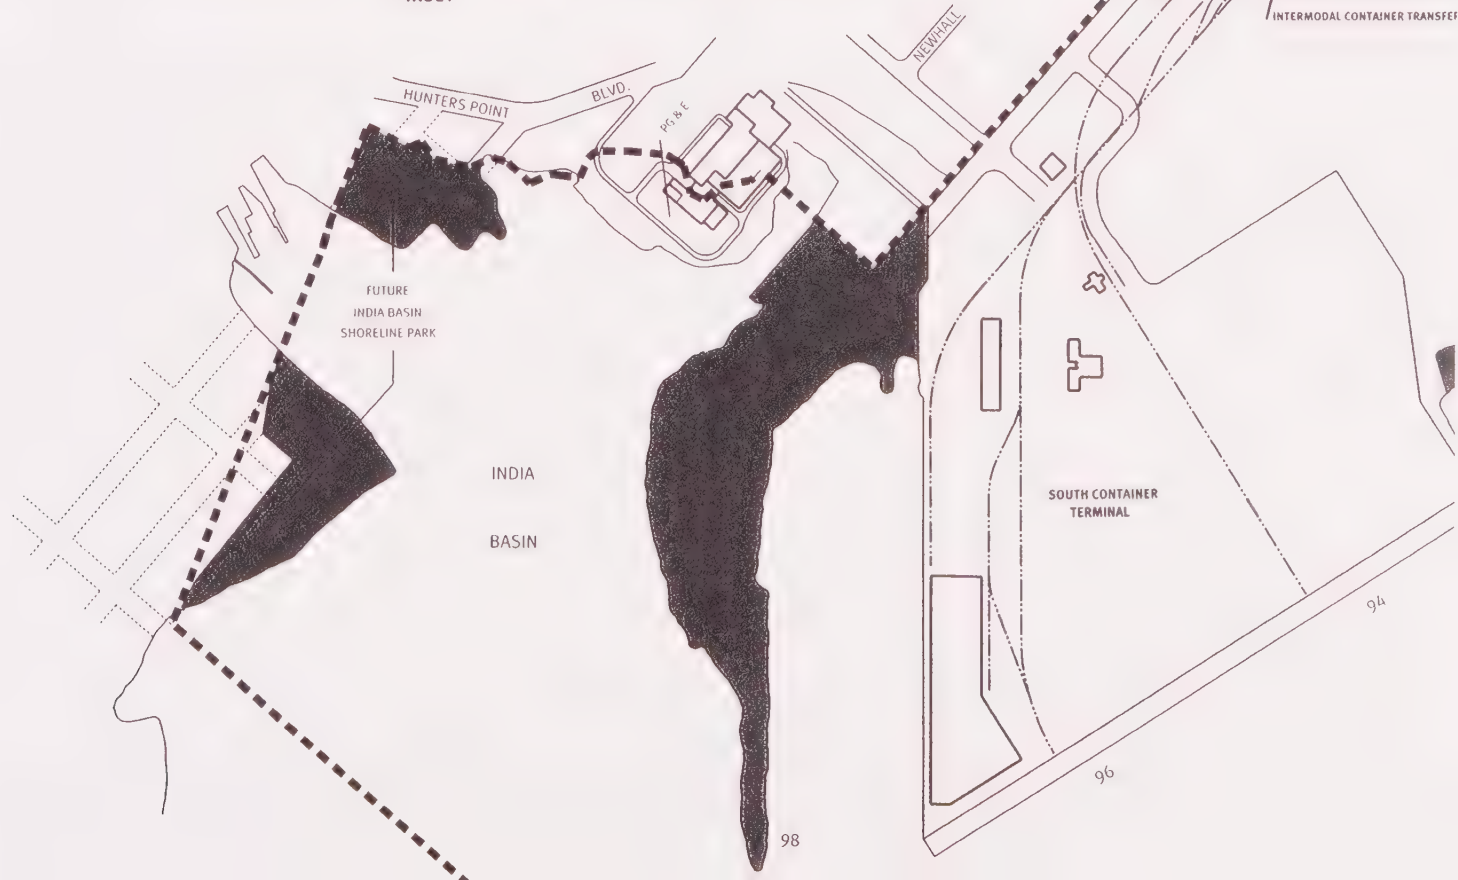 INTERMODAL CONTAINER TRANSFE
NEWHALL
HUNTERS POINT
BLVD.
PG & E
FUTURE
INDIA BASIN
SHORELINE PARK
INDIA
BASIN
SOUTH CONTAINER
TERMINAL
94
96
98